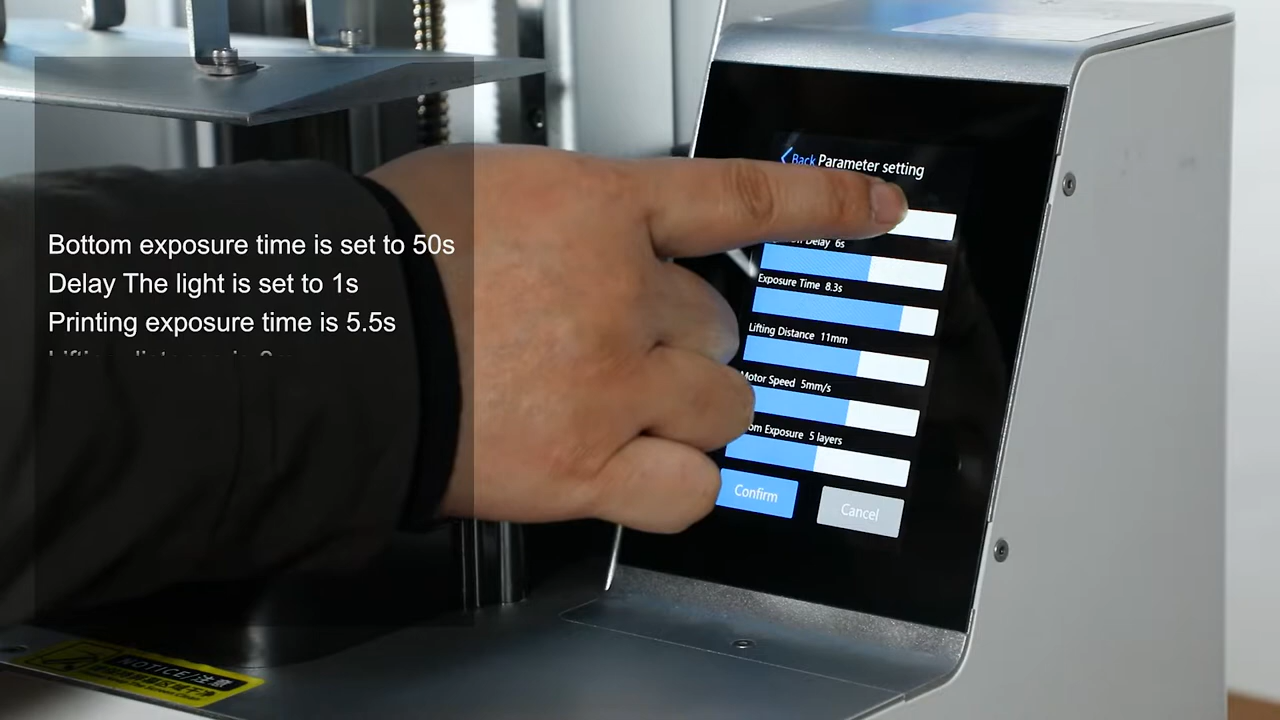 Bottom exposure time is set to 50s
Delay The light is set to 1s
Printing exposure time is 5.5s
Back Parameter setting
Delay 6s
Exposure Time 8.3s
Lifting Distance 11mm
Motor Speed 5mm/s
Exposure 5 layers
Confirm
Cancel
NOTICE/注意